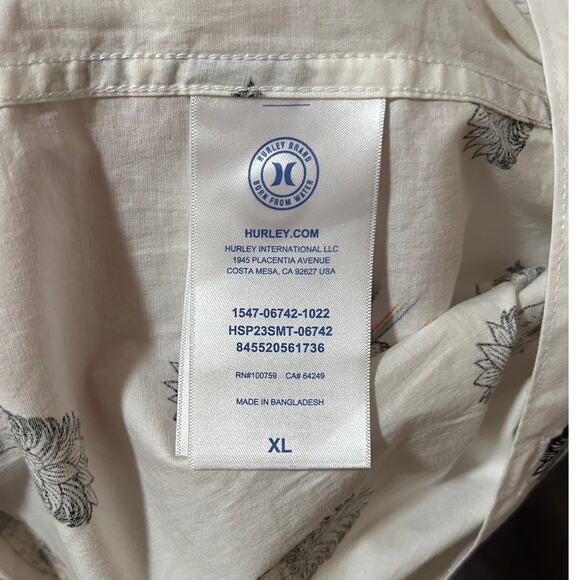 HURLEY BRAND
BORN FROM WATER
HURLEY.COM
HURLEY INTERNATIONAL LLC
1945 PLACENTIA AVENUE
COSTA MESA, CA 92627 USA
1547-06742-1022
HSP23SMT-06742
845520561736
RN#100759 CA# 64249
MADE IN BANGLADESH
XL